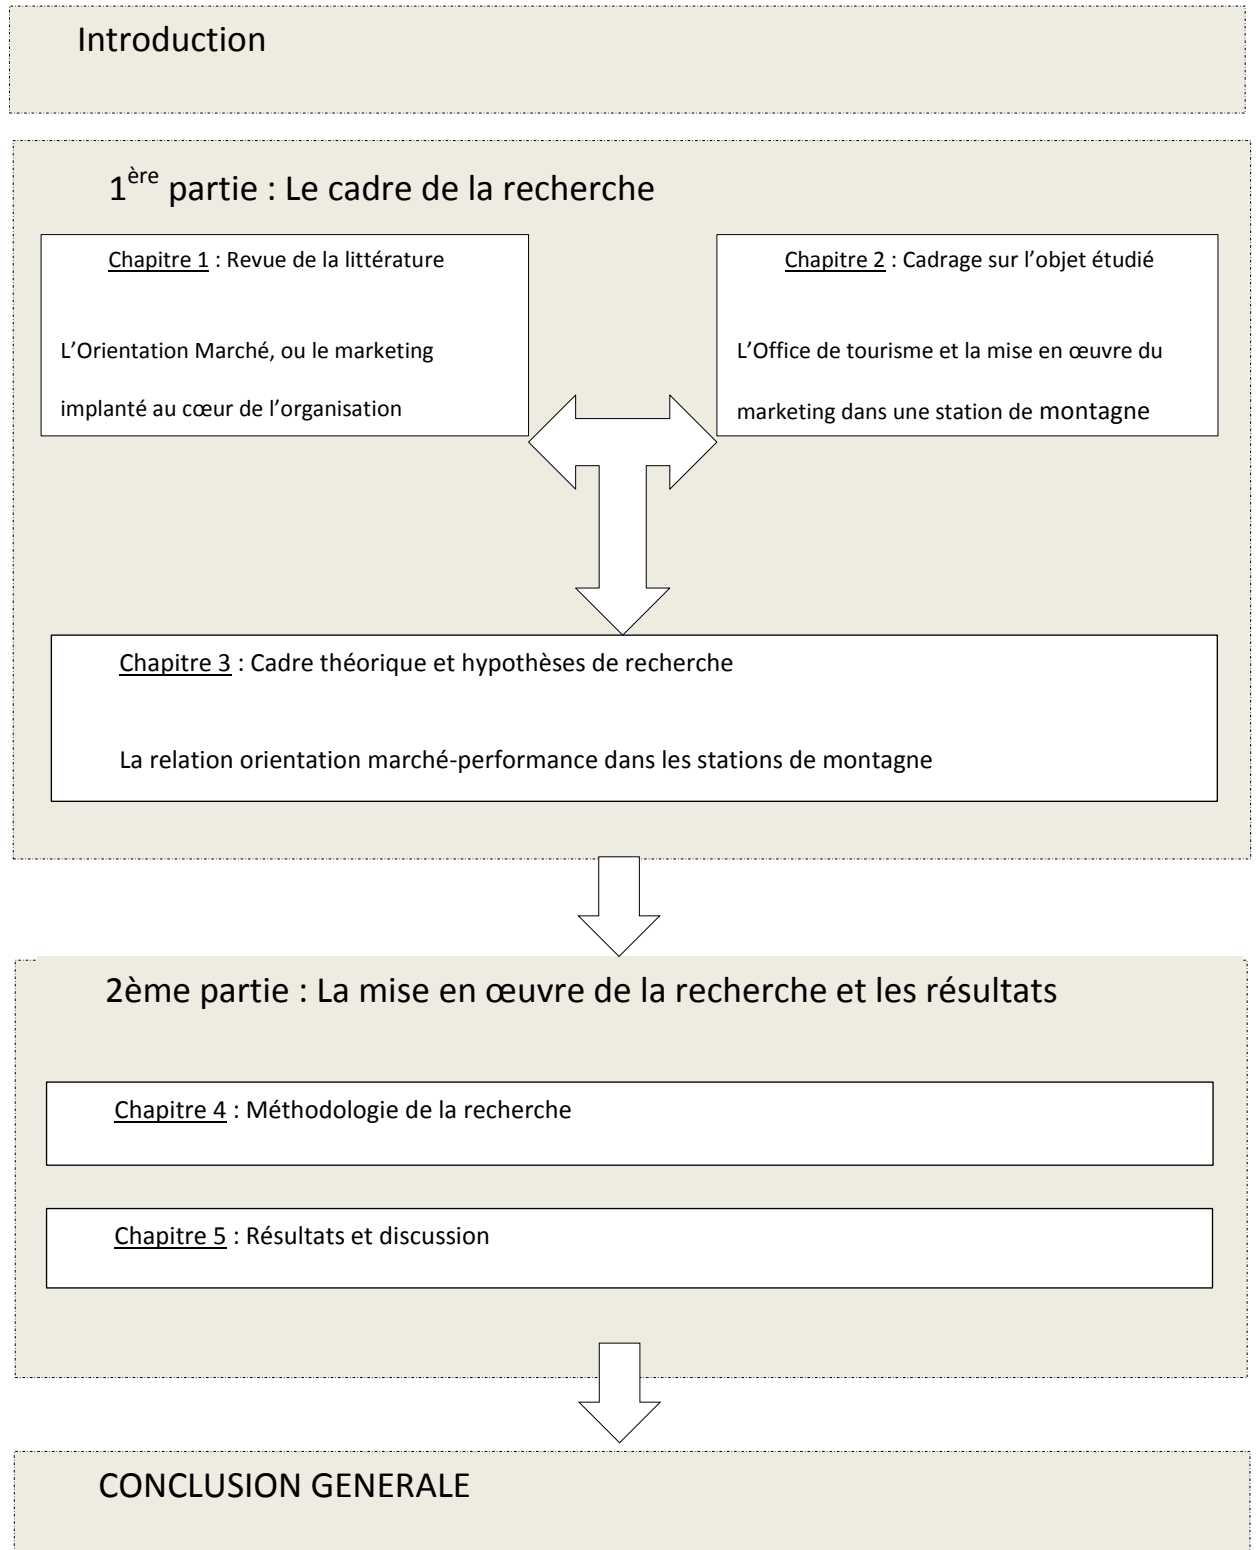 Introduction
1ère partie : Le cadre de la recherche
Chapitre 1 : Revue de la littérature
L’Orientation Marché, ou le marketing
implanté au cœur de l’organisation
Chapitre 2 : Cadrage sur l’objet étudié
L’Office de tourisme et la mise en œuvre du
marketing dans une station de montagne
Chapitre 3 : Cadre théorique et hypothèses de recherche
La relation orientation marché-performance dans les stations de montagne
2ème partie : La mise en œuvre de la recherche et les résultats
Chapitre 4 : Méthodologie de la recherche
Chapitre 5 : Résultats et discussion
CONCLUSION GENERALE